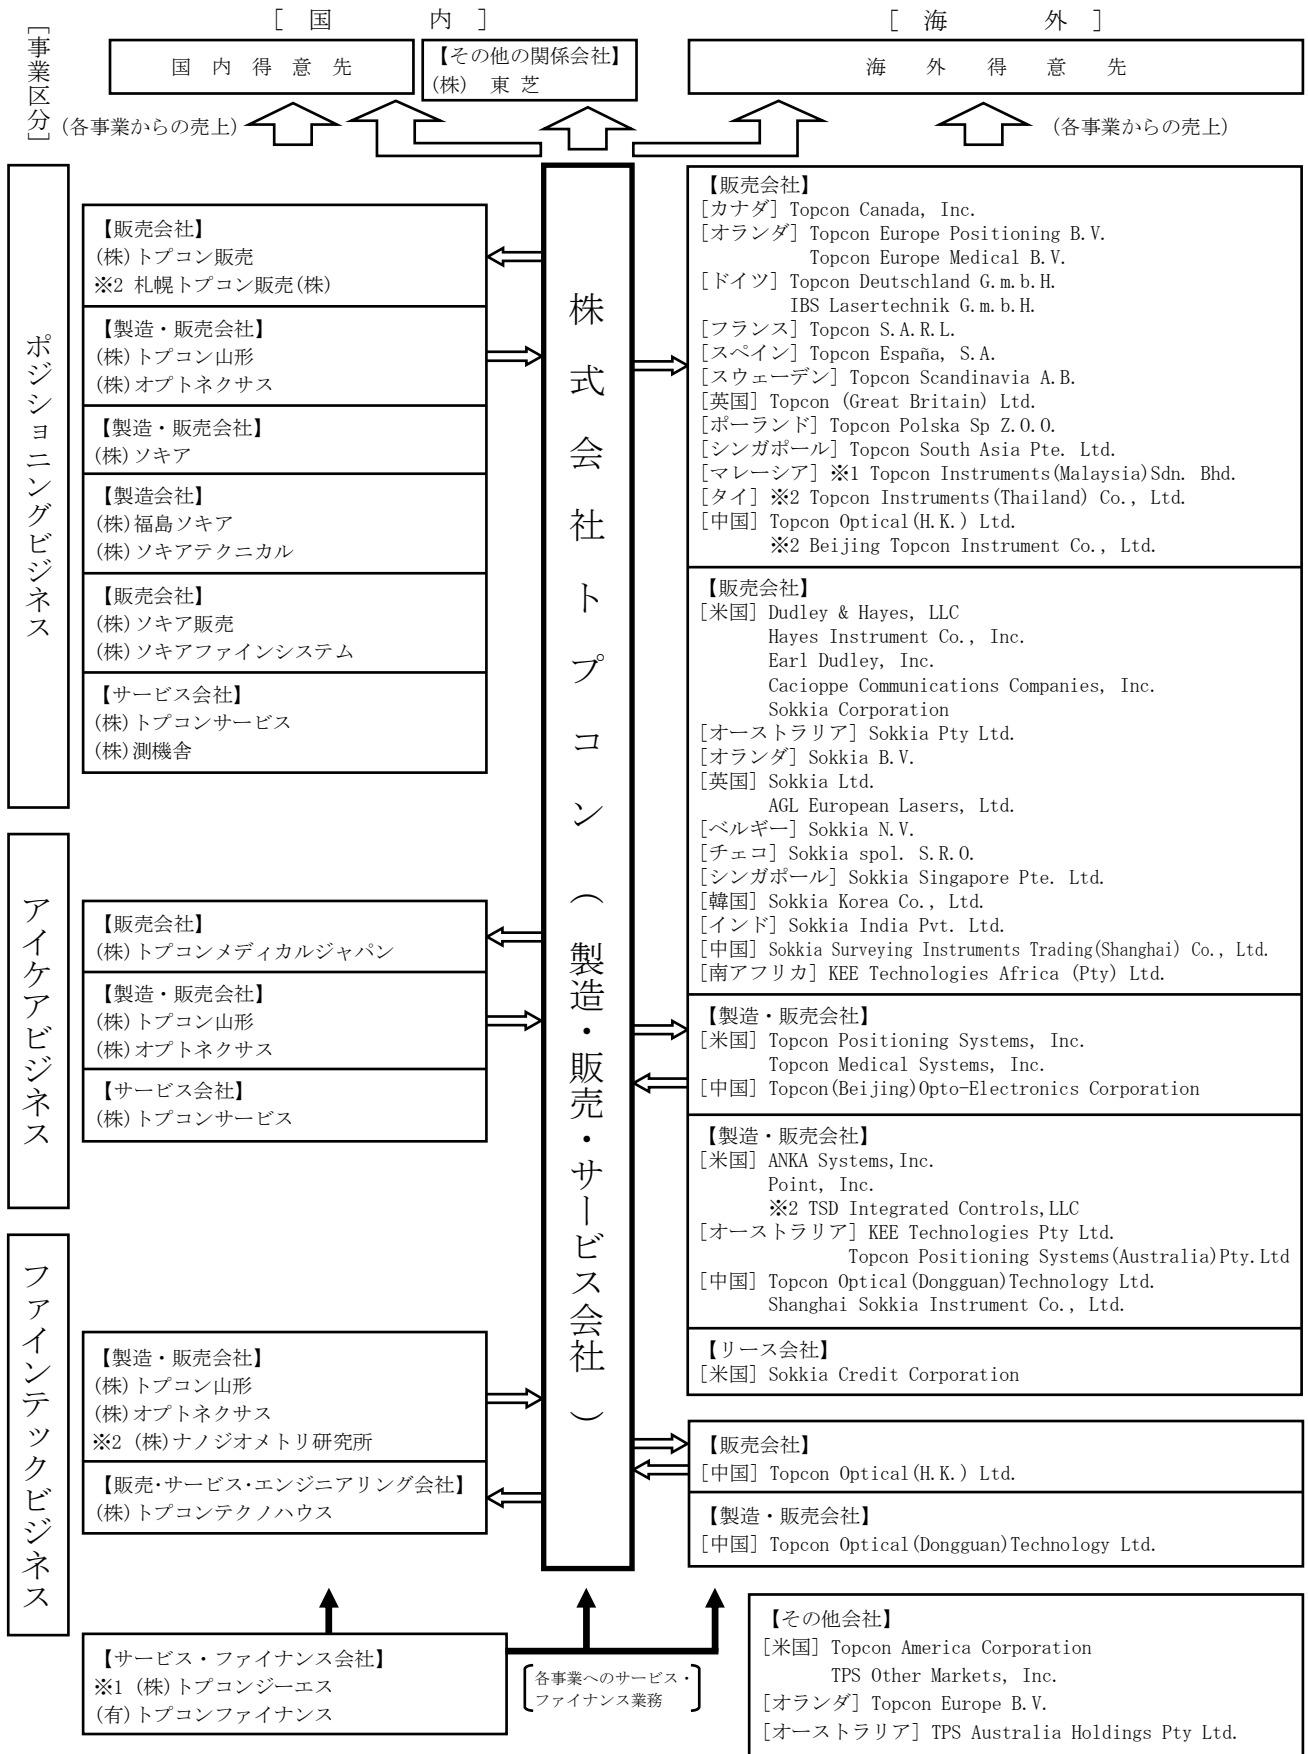 [ 国 内 ]
[ 海 外 ]
[事業区分]
国 内 得 意 先
【その他の関係会社】
(株) 東 芝
海 外 得 意 先
(各事業からの売上)
(各事業からの売上)
ポジショニングビジネス
【販売会社】
(株)トプコン販売
※2 札幌トプコン販売(株)
【製造・販売会社】
(株)トプコン山形
(株)オプトネクサス
【製造・販売会社】
(株)ソキア
【製造会社】
(株)福島ソキア
(株)ソキアテクニカル
【販売会社】
(株)ソキア販売
(株)ソキアファインシステム
【サービス会社】
(株)トプコンサービス
(株)測機舎
アイケアビジネス
【販売会社】
(株)トプコンメディカルジャパン
【製造・販売会社】
(株)トプコン山形
(株)オプトネクサス
【サービス会社】
(株)トプコンサービス
ファインテックビジネス
【製造・販売会社】
(株)トプコン山形
(株)オプトネクサス
※2 (株)ナノジオメトリ研究所
【販売・サービス・エンジニアリング会社】
(株)トプコンテクノハウス
株式会社トプコン(製造・販売・サービス会社)
【販売会社】
[カナダ] Topcon Canada, Inc.
[オランダ] Topcon Europe Positioning B.V.
Topcon Europe Medical B.V.
[ドイツ] Topcon Deutschland G.m.b.H.
IBS Lasertechnik G.m.b.H.
[フランス] Topcon S.A.R.L.
[スペイン] Topcon España, S.A.
[スウェーデン] Topcon Scandinavia A.B.
[英国] Topcon (Great Britain) Ltd.
[ポーランド] Topcon Polska Sp Z.O.O.
[シンガポール] Topcon South Asia Pte. Ltd.
[マレーシア] ※1 Topcon Instruments(Malaysia)Sdn. Bhd.
[タイ] ※2 Topcon Instruments(Thailand) Co., Ltd.
[中国] Topcon Optical(H.K.) Ltd.
※2 Beijing Topcon Instrument Co., Ltd.
【販売会社】
[米国] Dudley & Hayes, LLC
Hayes Instrument Co., Inc.
Earl Dudley, Inc.
Cacioppe Communications Companies, Inc.
Sokkia Corporation
[オーストラリア] Sokkia Pty Ltd.
[オランダ] Sokkia B.V.
[英国] Sokkia Ltd.
AGL European Lasers, Ltd.
[ベルギー] Sokkia N.V.
[チェコ] Sokkia spol. S.R.O.
[シンガポール] Sokkia Singapore Pte. Ltd.
[韓国] Sokkia Korea Co., Ltd.
[インド] Sokkia India Pvt. Ltd.
[中国] Sokkia Surveying Instruments Trading(Shanghai) Co., Ltd.
[南アフリカ] KEE Technologies Africa (Pty) Ltd.
【製造・販売会社】
[米国] Topcon Positioning Systems, Inc.
Topcon Medical Systems, Inc.
[中国] Topcon(Beijing)Opto-Electronics Corporation
【製造・販売会社】
[米国] ANKA Systems,Inc.
Point, Inc.
※2 TSD Integrated Controls,LLC
[オーストラリア] KEE Technologies Pty Ltd.
Topcon Positioning Systems(Australia)Pty.Ltd
[中国] Topcon Optical(Dongguan)Technology Ltd.
Shanghai Sokkia Instrument Co., Ltd.
【リース会社】
[米国] Sokkia Credit Corporation
【販売会社】
[中国] Topcon Optical(H.K.) Ltd.
【製造・販売会社】
[中国] Topcon Optical(Dongguan)Technology Ltd.
【サービス・ファイナンス会社】
※1 (株)トプコンジーエス
(有)トプコンファイナンス
[各事業へのサービス・
ファイナンス業務]
【その他会社】
[米国] Topcon America Corporation
TPS Other Markets, Inc.
[オランダ] Topcon Europe B.V.
[オーストラリア] TPS Australia Holdings Pty Ltd.